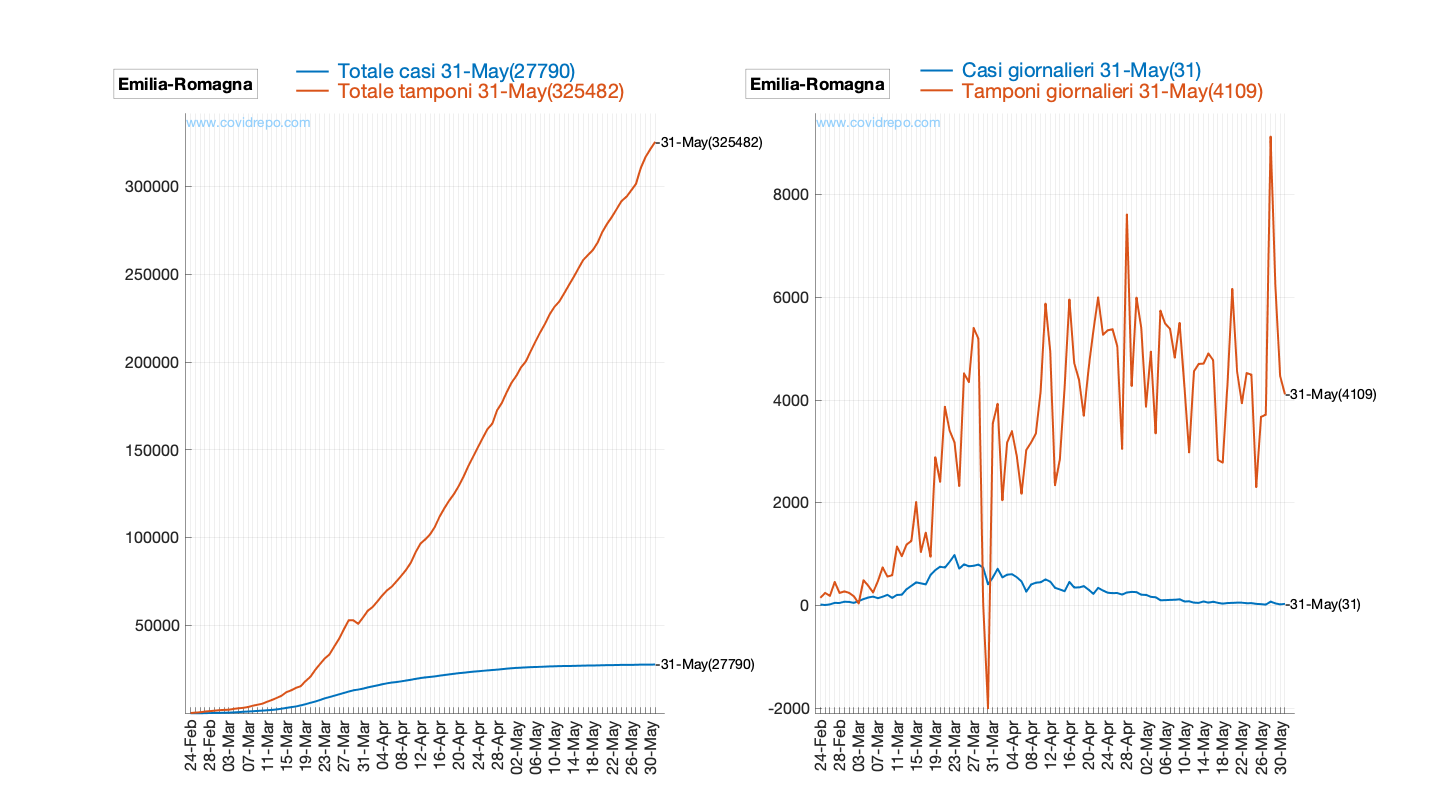 Emilia-Romagna
Totale casi 31-May(27790)
Totale tamponi 31-May(325482)
www.covidrepo.com
31-May(325482)
300000
250000
200000
150000
100000
50000
31-May(27790)
24-Feb
28-Feb
03-Mar
07-Mar
11-Mar
15-Mar
19-Mar
23-Mar
27-Mar
31-Mar
04-Apr
08-Apr
12-Apr
16-Apr
20-Apr
24-Apr
28-Apr
02-May
06-May
10-May
14-May
18-May
22-May
26-May
30-May
Emilia-Romagna
Casi giornalieri 31-May(31)
Tamponi giornalieri 31-May(4109)
www.covidrepo.com
8000
6000
4000
31-May(4109)
2000
0
31-May(31)
-2000
24-Feb
28-Feb
03-Mar
07-Mar
11-Mar
15-Mar
19-Mar
23-Mar
27-Mar
31-Mar
04-Apr
08-Apr
12-Apr
16-Apr
20-Apr
24-Apr
28-Apr
02-May
06-May
10-May
14-May
18-May
22-May
26-May
30-May